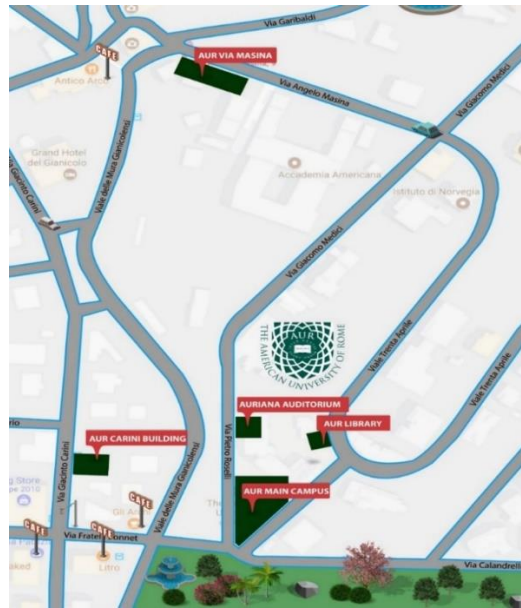 Via Garibaldi
CAFE
AUR VIA MASINA
Antico Arco
Via Angelo Masina
Via Giacomo Medici
Viale delle Mura Gianicolensi
Grand Hotel
del Gianicolo
Accademia Americana
Istituto di Norvegia
Via Giacinto Carini
Via Giacomo Medici
AUR
THE AMERICAN UNIVERSITY OF ROME
Viale Trenta Aprile
Viale Trenta Aprile
AURIANA AUDITORIUM
AUR LIBRARY
AUR CARINI BUILDING
Via Pietro Roselli
Via Giacinto Carini
AUR MAIN CAMPUS
Viale delle Mura Gianicolensi
CAFE
Gli An
CAFE
CAFE
Via Fratelli Bonnet
Litro
Via Calandrelli